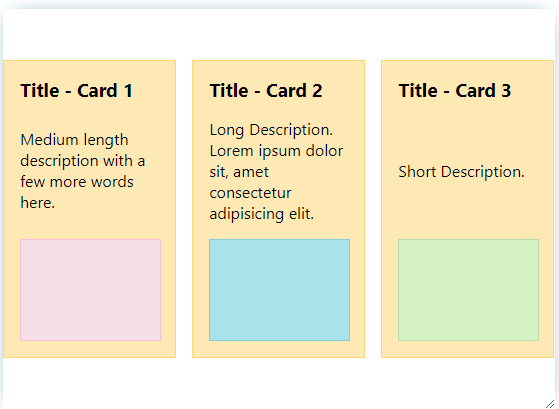 Title - Card 1
Medium length
description with a
few more words
here.
Title - Card 2
Long Description.
Lorem ipsum dolor
sit, amet
consectetur
adipisicing elit.
Title - Card 3
Short Description.